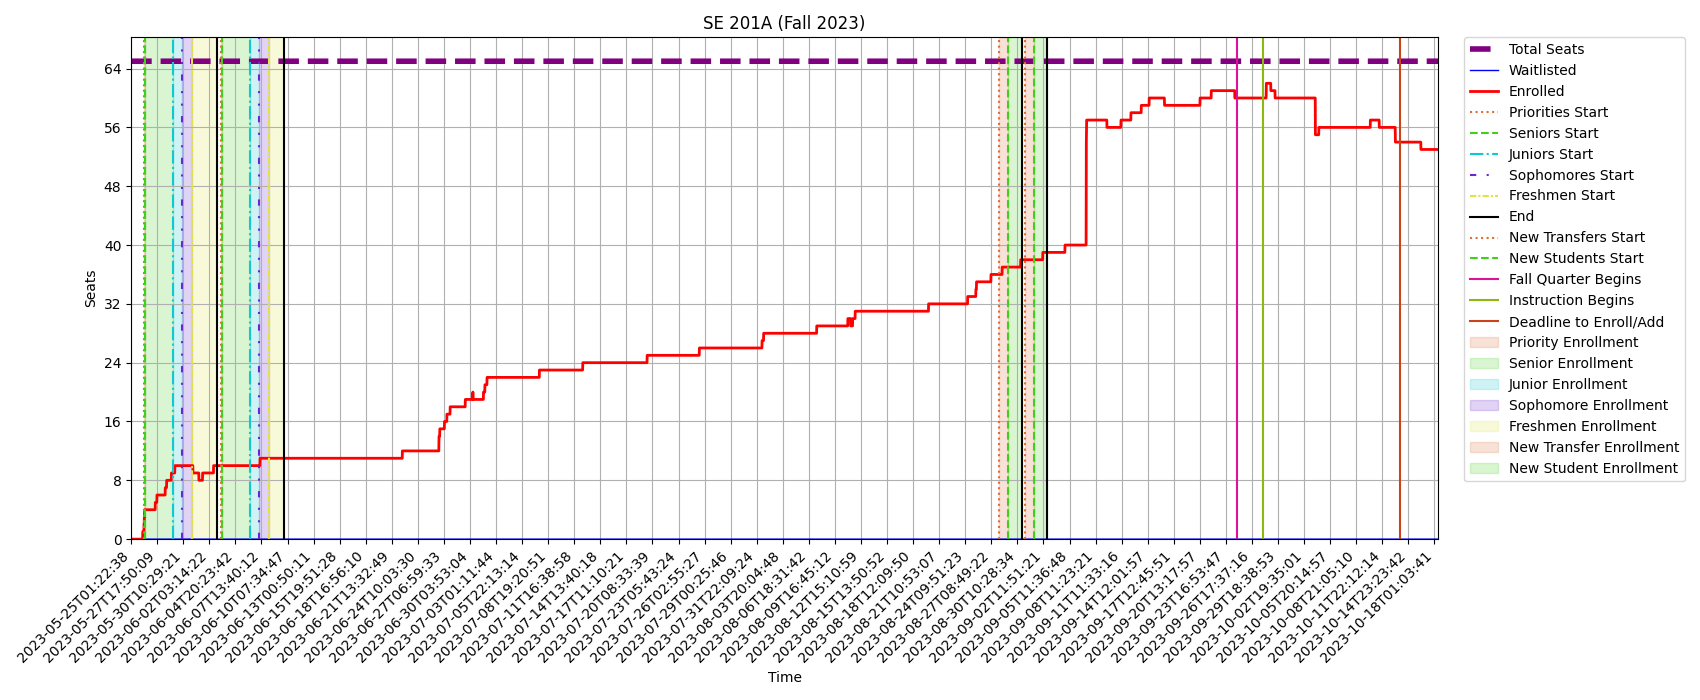 SE 201A (Fall 2023)
Seats
64
56
48
40
32
24
16
8
0
2023-05-25T01:22:38
2023-05-27T17:50:09
2023-05-30T10:29:21
2023-06-02T03:14:22
2023-06-04T20:23:42
2023-06-07T13:40:12
2023-06-10T07:34:47
2023-06-13T00:50:11
2023-06-15T19:51:28
2023-06-18T16:56:10
2023-06-21T13:32:49
2023-06-24T10:03:30
2023-06-27T06:59:33
2023-06-30T03:53:04
2023-07-03T01:11:44
2023-07-05T22:13:14
2023-07-08T19:20:51
2023-07-11T16:38:58
2023-07-14T13:40:18
2023-07-17T11:10:21
2023-07-20T08:33:39
2023-07-23T05:43:24
2023-07-26T02:55:27
2023-07-29T00:25:46
2023-07-31T22:09:24
2023-08-03T20:04:48
2023-08-06T18:31:42
2023-08-09T16:45:12
2023-08-12T15:10:59
2023-08-15T13:50:52
2023-08-18T12:09:50
2023-08-21T10:53:07
2023-08-24T09:51:23
2023-08-27T08:49:22
2023-08-30T10:28:34
2023-09-02T11:51:21
2023-09-05T11:36:48
2023-09-08T11:23:21
2023-09-11T11:33:16
2023-09-14T12:01:57
2023-09-17T12:45:51
2023-09-20T13:17:57
2023-09-23T16:53:47
2023-09-26T17:37:16
2023-09-29T18:38:53
2023-10-02T19:35:01
2023-10-05T20:14:57
2023-10-08T21:05:10
2023-10-11T22:12:14
2023-10-14T23:23:42
2023-10-18T01:03:41
Time
Total Seats
Waitlisted
Enrolled
Priorities Start
Seniors Start
Juniors Start
Sophomores Start
Freshmen Start
End
New Transfers Start
New Students Start
Fall Quarter Begins
Instruction Begins
Deadline to Enroll/Add
Priority Enrollment
Senior Enrollment
Junior Enrollment
Sophomore Enrollment
Freshmen Enrollment
New Transfer Enrollment
New Student Enrollment